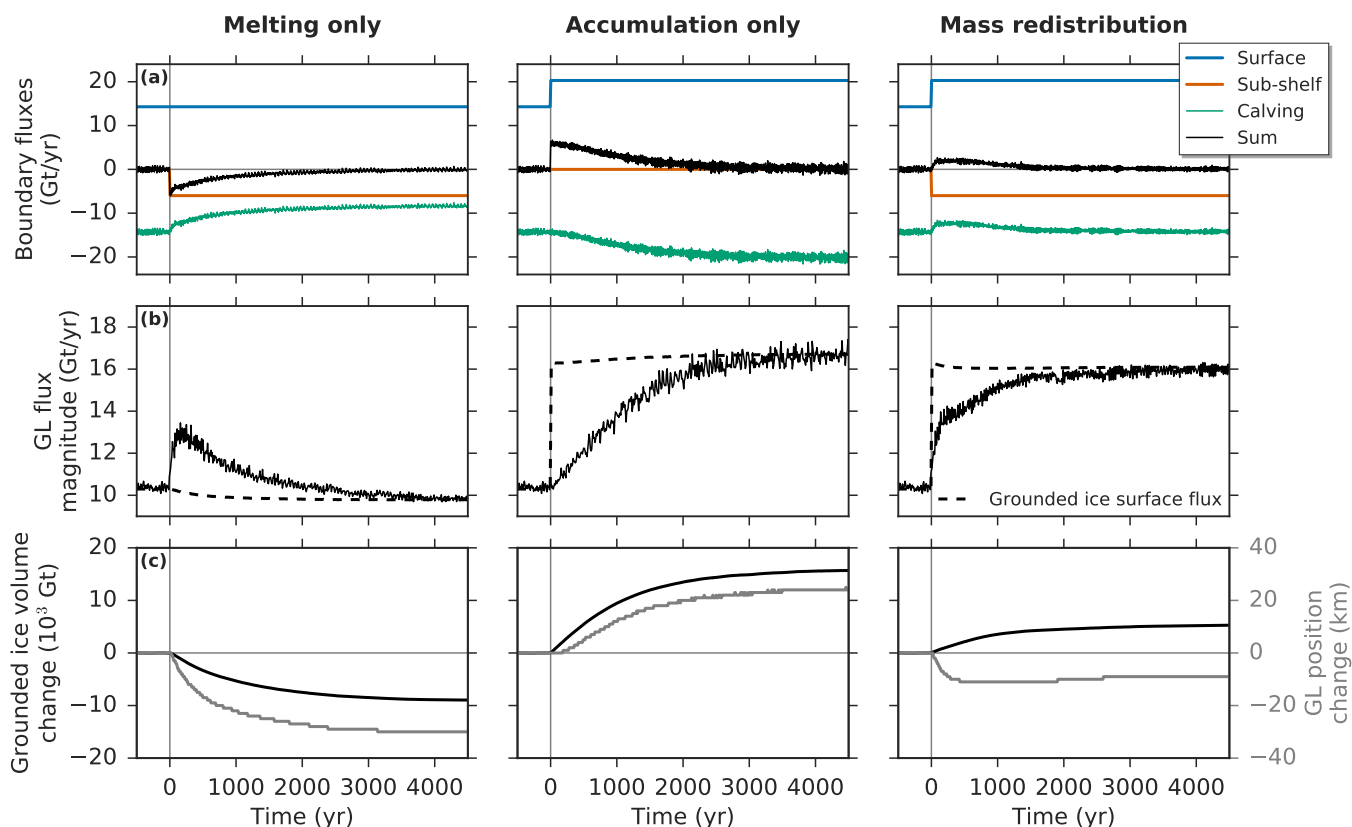 Melting only
Accumulation only
Mass redistribution
Boundary fluxes
(Gt/yr)
20
10
0
−10
−20
(a)
Surface
Sub-shelf
Calving
Sum
GL flux
magnitude (Gt/yr)
18
16
14
12
10
(b)
Grounded ice surface flux
Grounded ice volume
change (10³ Gt)
20
10
0
−10
−20
(c)
40
20
0
−20
−40
GL position
change (km)
0 1000 2000 3000 4000
0 1000 2000 3000 4000
0 1000 2000 3000 4000
Time (yr)
Time (yr)
Time (yr)